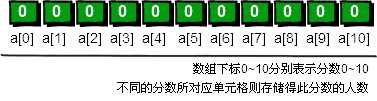 0 0 0 0 0 0 0 0 0 0 0
a[0] a[1] a[2] a[3] a[4] a[5] a[6] a[7] a[8] a[9] a[10]
数组下标0~10分别表示分数0~10
不同的分数所对应单元格则存储得此分数的人数